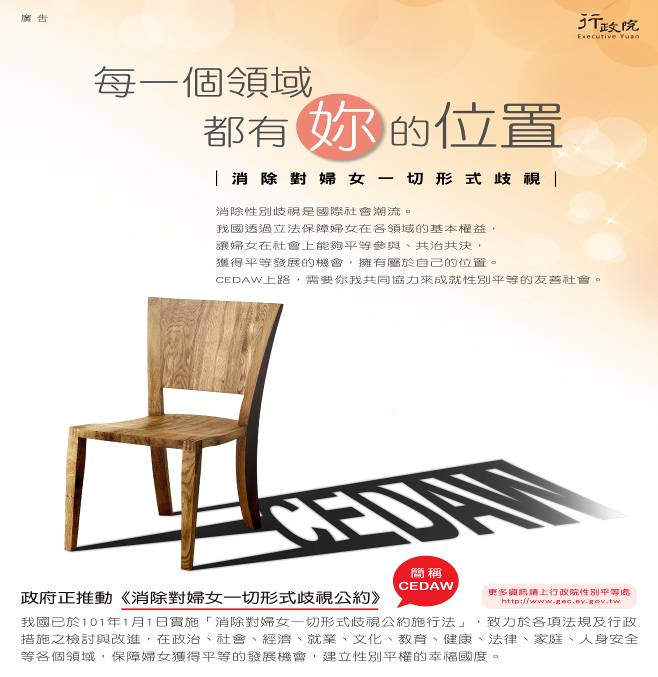 廣告
行政院
Executive Yuan
每一個領域
都有妳的位置
消除對婦女一切形式歧視
消除性別歧視是國際社會潮流。
我國透過立法保障婦女在各領域的基本權益，
讓婦女在社會上能夠平等參與、共治共決，
獲得平等發展的機會，擁有屬於自己的位置。
CEDAW上路，需要你我共同協力來成就性別平等的友善社會。
CEDAW
簡稱
CEDAW
政府正推動《消除對婦女一切形式歧視公約》
更多資訊請上行政院性別平等處
http://www.gec.ey.gov.tw
我國已於101年1月1日實施「消除對婦女一切形式歧視公約施行法」，致力於各項法規及行政
措施之檢討與改進，在政治、社會、經濟、就業、文化、教育、健康、法律、家庭、人身安全
等各個領域，保障婦女獲得平等的發展機會，建立性別平權的幸福國度。